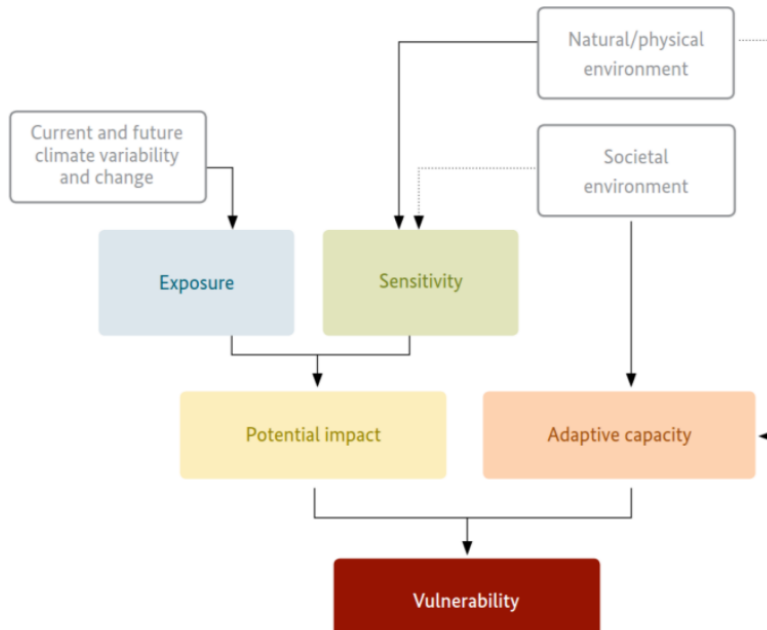 Natural/physical
environment
Current and future
climate variability
and change
Societal
environment
Exposure
Sensitivity
Potential impact
Adaptive capacity
Vulnerability